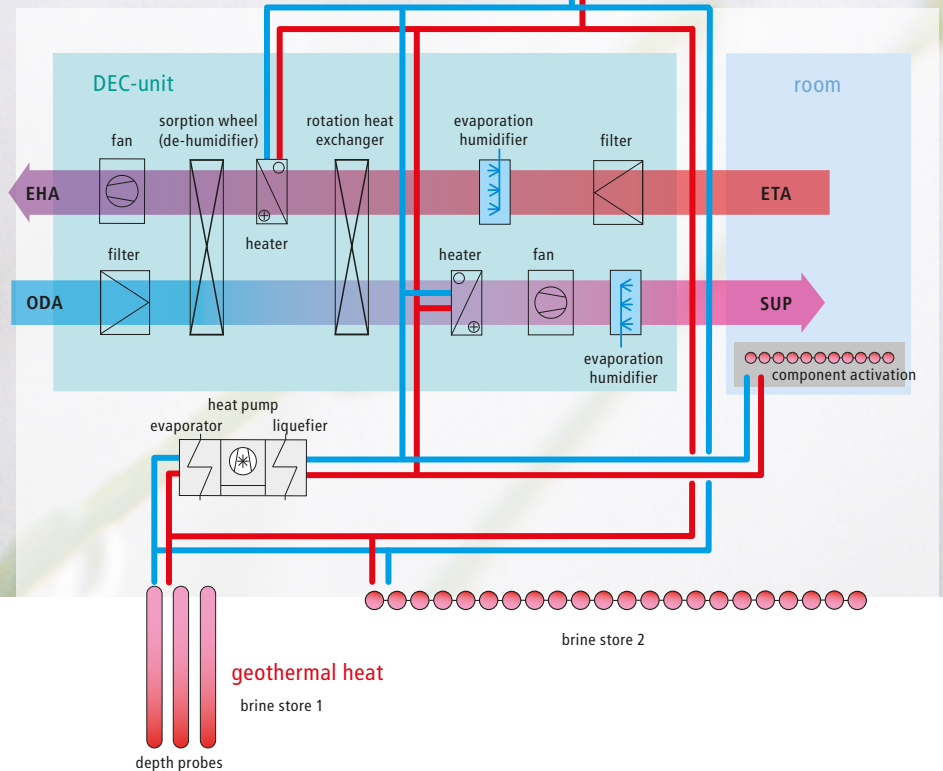 DEC-unit
room
sorption wheel
(de-humidifier)
rotation heat
exchanger
evaporation
humidifier
fan
filter
EHA
ETA
heater
filter
heater
fan
ODA
SUP
evaporation
humidifier
component activation
heat pump
evaporator
liquefier
brine store 2
geothermal heat
brine store 1
depth probes